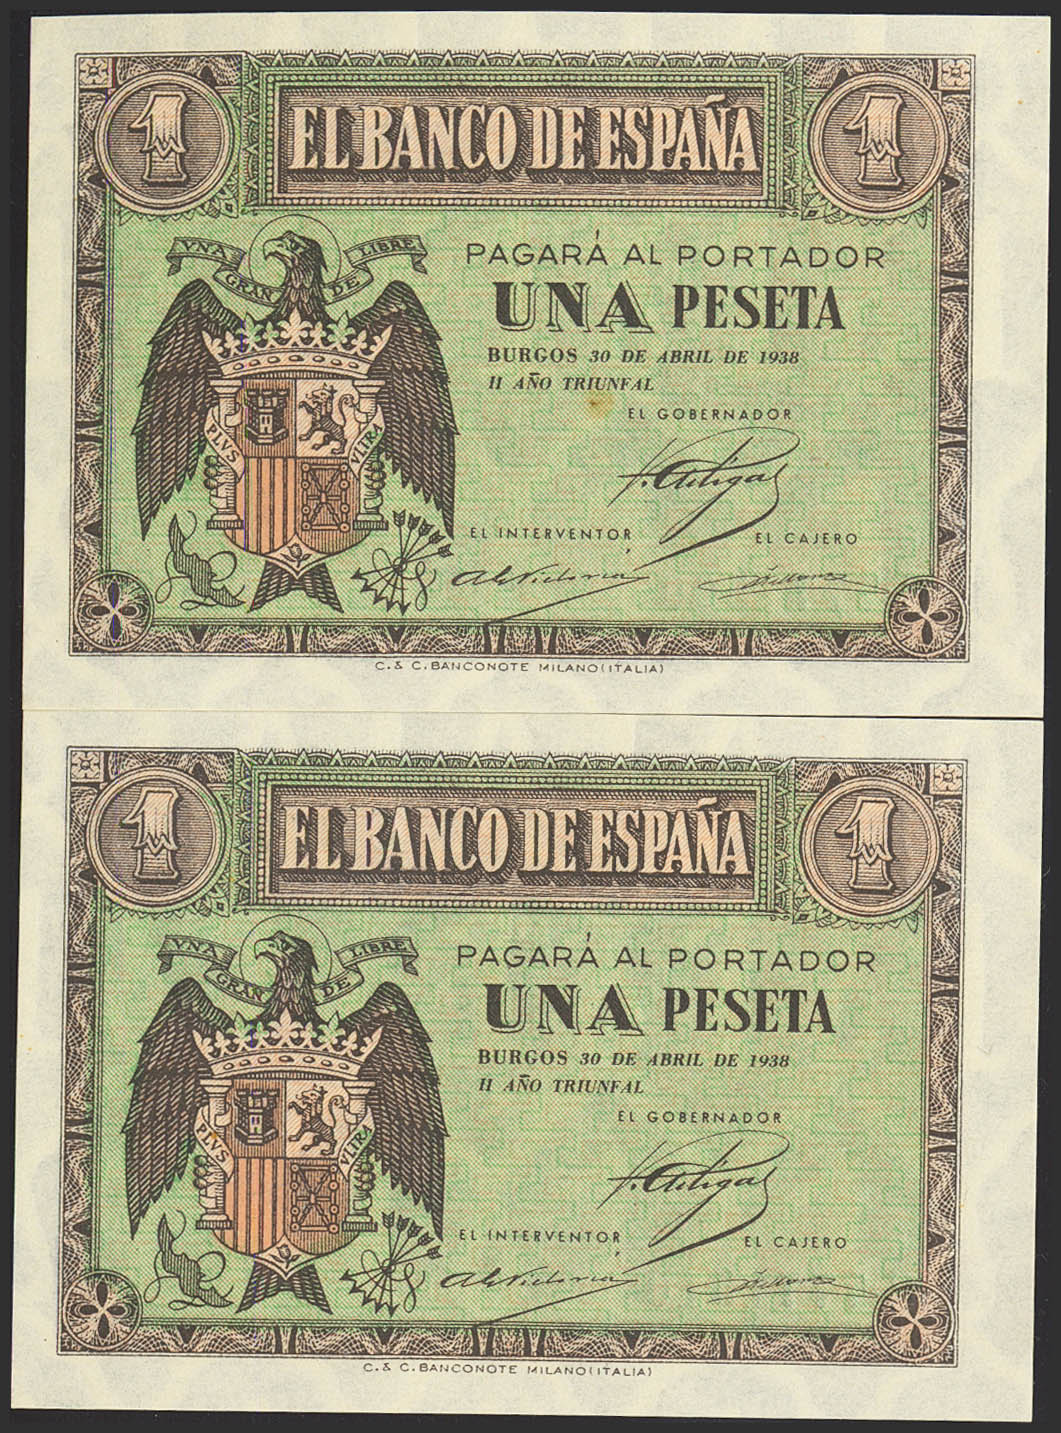 1 EL BANCO DE ESPAÑA 1
VNA GRANDE LIBRE
PAGARÁ AL PORTADOR
UNA PESETA
BURGOS 30 DE ABRIL DE 1938
II AÑO TRIUNFAL
EL GOBERNADOR
PLVS VLTRA
EL INTERVENTOR,
EL CAJERO
C. & C. BANCONOTE MILANO (ITALIA)
1 EL BANCO DE ESPAÑA 1
VNA GRANDE LIBRE
PAGARÁ AL PORTADOR
UNA PESETA
BURGOS 30 DE ABRIL DE 1938
II AÑO TRIUNFAL
EL GOBERNADOR
PLVS VLTRA
EL INTERVENTOR,
EL CAJERO
C. & C. BANCONOTE MILANO (ITALIA)